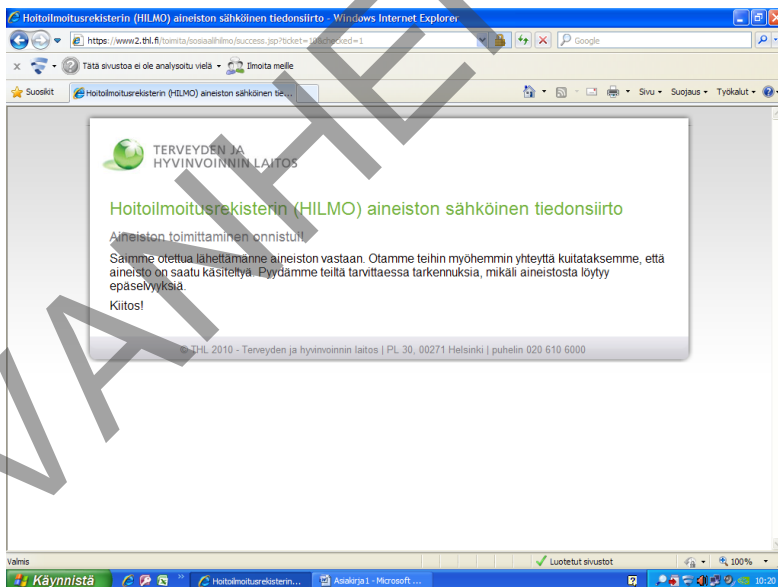 Hoitoilmoitusrekisterin (HILMO) aineiston sähköinen tiedonsiirto - Windows Internet Explorer
https://www2.thl.fi/toimita/sosiaalihilmo/success.jsp?ticket=10&checked=1
Google
Tätä sivustoa ei ole analysoitu vielä
Ilmoita meille
Suosikit
Hoitoilmoitusrekisterin (HILMO) aineiston sähköinen tie...
Sivu
Suojaus
Työkalut
TERVEYDEN JA
HYVINVOINNIN LAITOS
Hoitoilmoitusrekisterin (HILMO) aineiston sähköinen tiedonsiirto
Aineiston toimittaminen onnistui!
Saimme otettua lähettämänne aineiston vastaan. Otamme teihin myöhemmin yhteyttä kuitataksemme, että
aineisto on saatu käsiteltyä. Pyydämme teiltä tarvittaessa tarkennuksia, mikäli aineistosta löytyy
epäselvyyksiä.
Kiitos!
© THL 2010 - Terveyden ja hyvinvoinnin laitos | PL 30, 00271 Helsinki | puhelin 020 610 6000
VANHE
Valmis
Luotetut sivustot
100%
Käynnistä
Hoitoilmoitusrekisterin...
Asiakirja1 - Microsoft ...
10:20